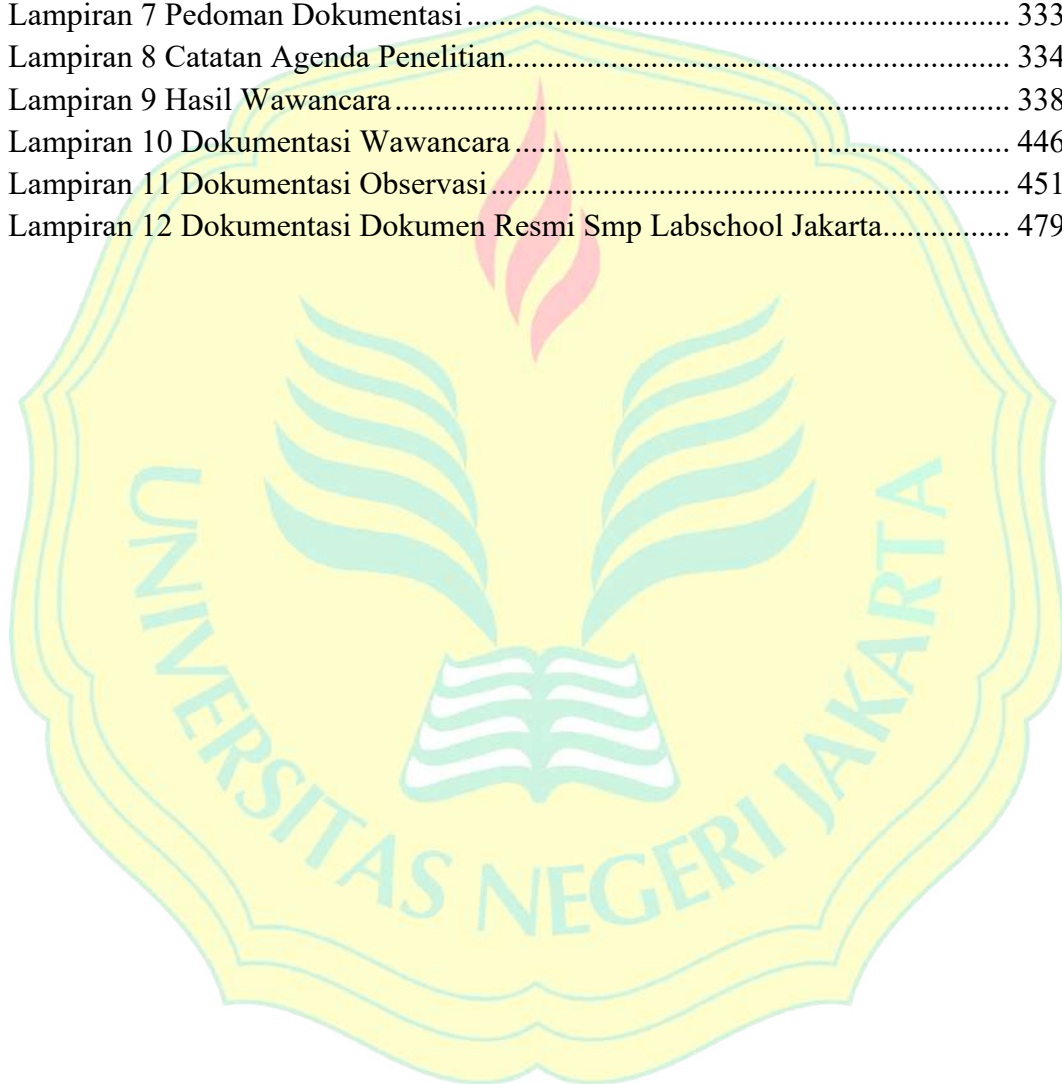 Lampiran 7 Pedoman Dokumentasi.................................................................. 333
Lampiran 8 Catatan Agenda Penelitian............................................................. 334
Lampiran 9 Hasil Wawancara........................................................................... 338
Lampiran 10 Dokumentasi Wawancara............................................................ 446
Lampiran 11 Dokumentasi Observasi............................................................... 451
Lampiran 12 Dokumentasi Dokumen Resmi Smp Labschool Jakarta............... 479
UNIVERSITAS NEGERI JAKARTA